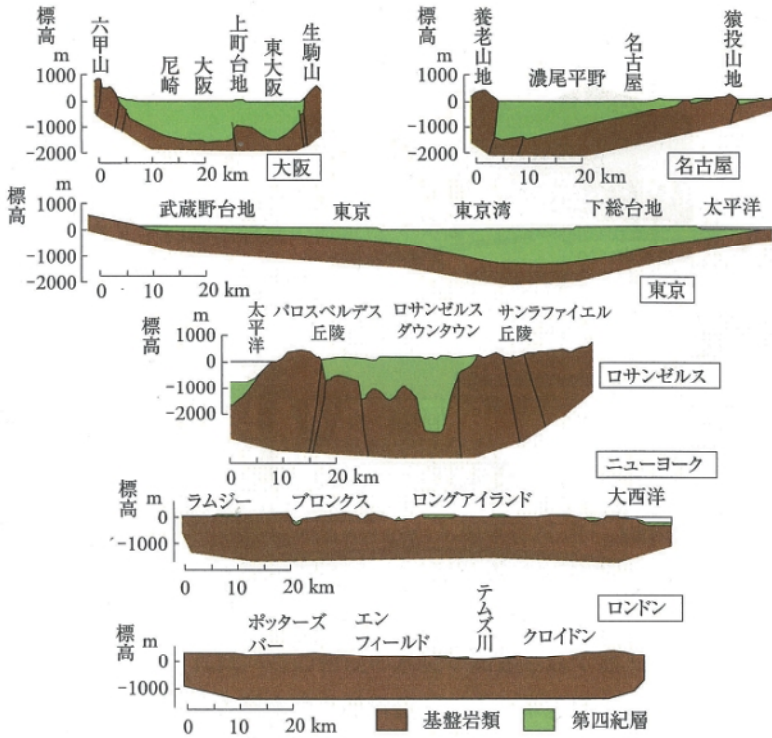 標高
m
1000
0
-1000
-2000
六甲山
尼崎
大阪
上町台地
東大阪
生駒山
0
10
20 km
大阪
標高
m
1000
0
-1000
-2000
養老山地
濃尾平野
名古屋
猿投山地
0
10
20 km
名古屋
標高
m
1000
0
-1000
-2000
武蔵野台地
東京
東京湾
下総台地
太平洋
0
10
20 km
東京
標高
m
1000
0
-1000
-2000
太平洋
パロスベルデス
丘陵
ロサンゼルス
ダウンタウン
サンラファイエル
丘陵
0
10
20 km
ロサンゼルス
ニューヨーク
標高
m
0
-1000
ラムジー
ブロンクス
ロングアイランド
大西洋
0
10
20 km
ロンドン
標高
m
0
-1000
ポッターズ
バー
エン
フィールド
テムズ川
クロイドン
0
10
20 km
基盤岩類
第四紀層